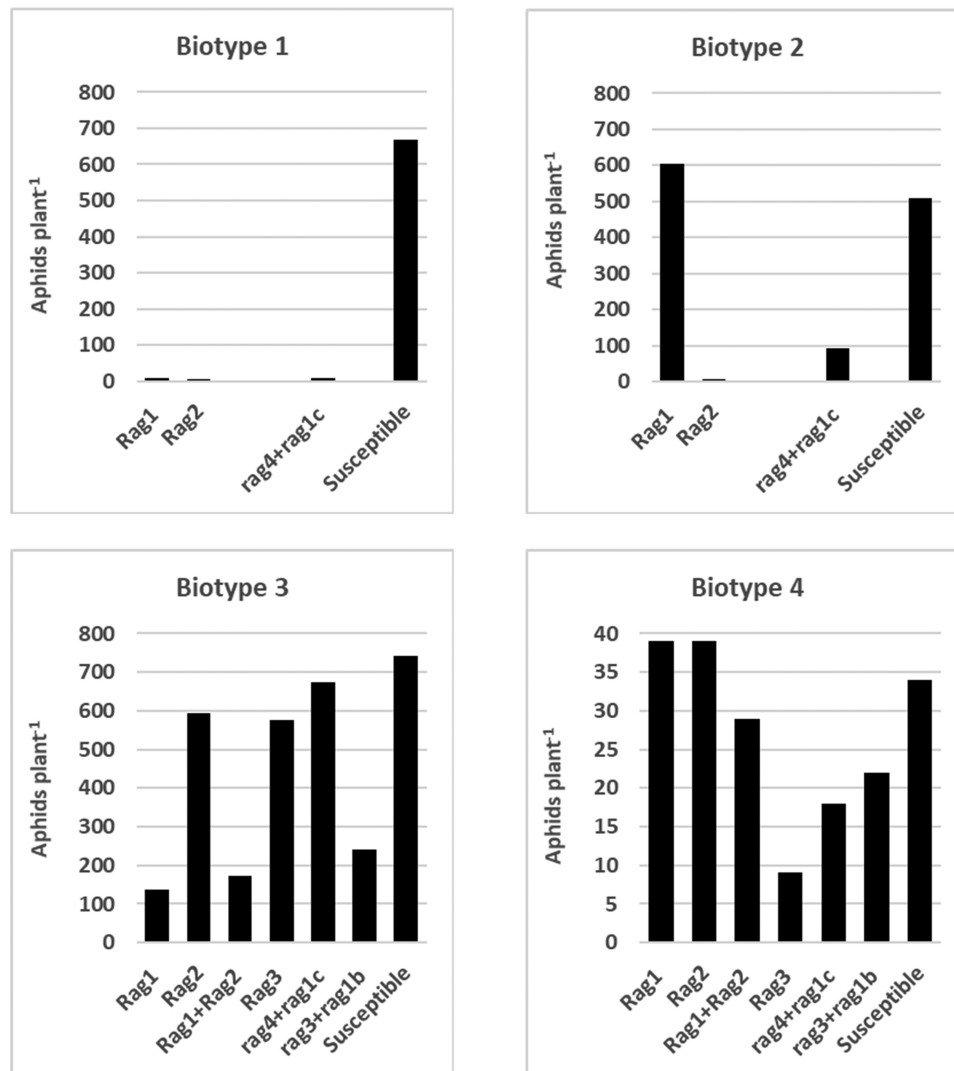 Biotype 1
Aphids plant⁻¹
800
700
600
500
400
300
200
100
0
Rag1
Rag2
rag4+rag1c
Susceptible
Biotype 2
Aphids plant⁻¹
800
700
600
500
400
300
200
100
0
Rag1
Rag2
rag4+rag1c
Susceptible
Biotype 3
Aphids plant⁻¹
800
700
600
500
400
300
200
100
0
Rag1
Rag2
Rag1+Rag2
Rag3
rag4+rag1c
rag3+rag1b
Susceptible
Biotype 4
Aphids plant⁻¹
40
35
30
25
20
15
10
5
0
Rag1
Rag2
Rag1+Rag2
Rag3
rag4+rag1c
rag3+rag1b
Susceptible